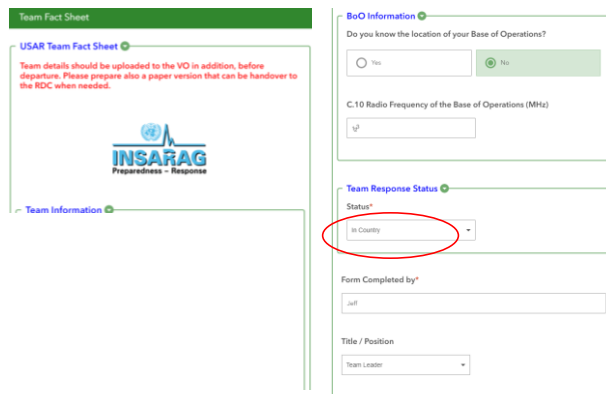 Team Fact Sheet
USAR Team Fact Sheet
Team details should be uploaded to the VO in addition, before
departure. Please prepare also a paper version that can be handover to
the RDC when needed.
INSARAG
Preparedness – Response
Team Information
BoO Information
Do you know the location of your Base of Operations?
Yes
No
C.10 Radio Frequency of the Base of Operations (MHz)
Team Response Status
Status*
In Country
Form Completed by*
Jeff
Title / Position
Team Leader